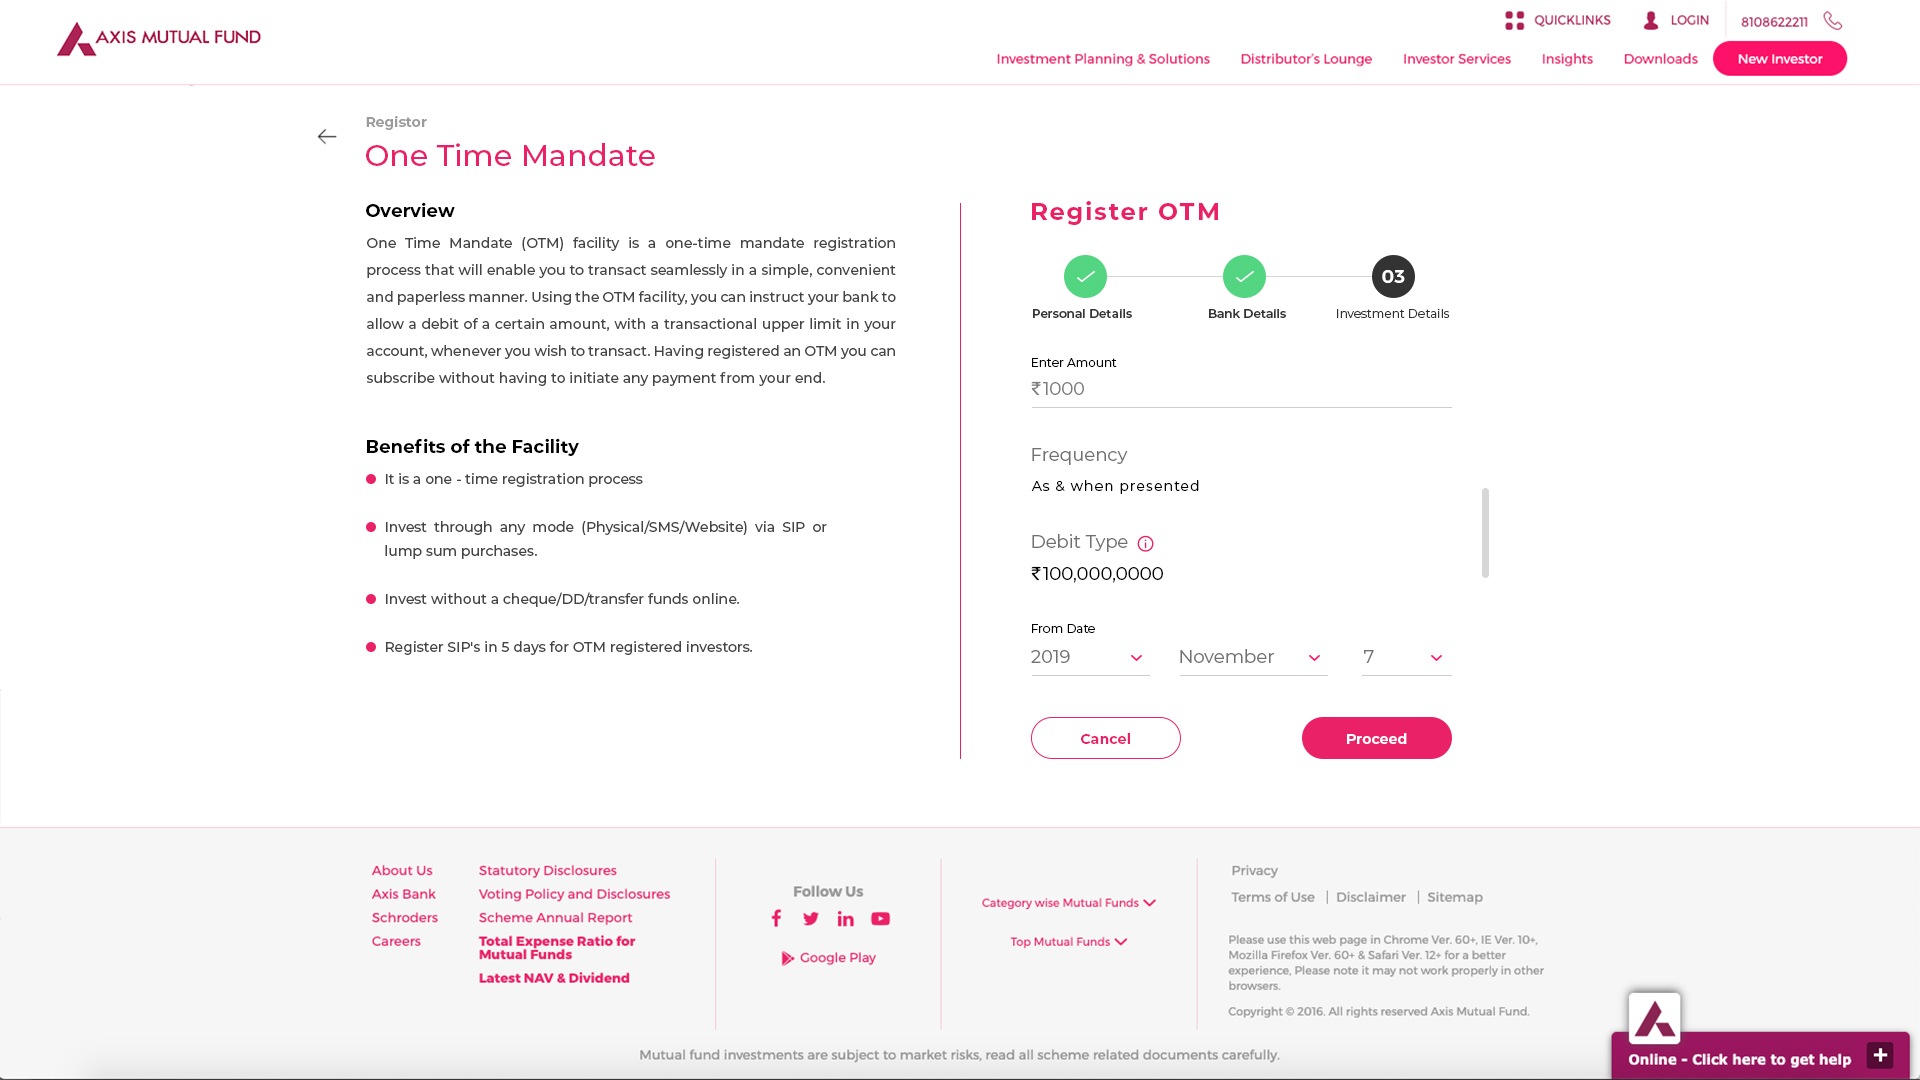 AXIS MUTUAL FUND
QUICKLINKS
LOGIN
8108622211
Investment Planning & Solutions
Distributor's Lounge
Investor Services
Insights
Downloads
New Investor
Registor
One Time Mandate
Overview
One Time Mandate (OTM) facility is a one-time mandate registration
process that will enable you to transact seamlessly in a simple, convenient
and paperless manner. Using the OTM facility, you can instruct your bank to
allow a debit of a certain amount, with a transactional upper limit in your
account, whenever you wish to transact. Having registered an OTM you can
subscribe without having to initiate any payment from your end.
Benefits of the Facility
It is a one - time registration process
Invest through any mode (Physical/SMS/Website) via SIP or
lump sum purchases.
Invest without a cheque/DD/transfer funds online.
Register SIP's in 5 days for OTM registered investors.
Register OTM
03
Personal Details
Bank Details
Investment Details
Enter Amount
₹1000
Frequency
As & when presented
Debit Type
₹100,000,0000
From Date
2019
November
7
Cancel
Proceed
About Us
Axis Bank
Schroders
Careers
Statutory Disclosures
Voting Policy and Disclosures
Scheme Annual Report
Total Expense Ratio for
Mutual Funds
Latest NAV & Dividend
Follow Us
Google Play
Category wise Mutual Funds
Top Mutual Funds
Privacy
Terms of Use | Disclaimer | Sitemap
Please use this web page in Chrome Ver. 60+, IE Ver. 10+,
Mozilla Firefox Ver. 60+ & Safari Ver. 12+ for a better
experience, Please note it may not work properly in other
browsers.
Copyright © 2016. All rights reserved Axis Mutual Fund.
Mutual fund investments are subject to market risks, read all scheme related documents carefully.
Online - Click here to get help